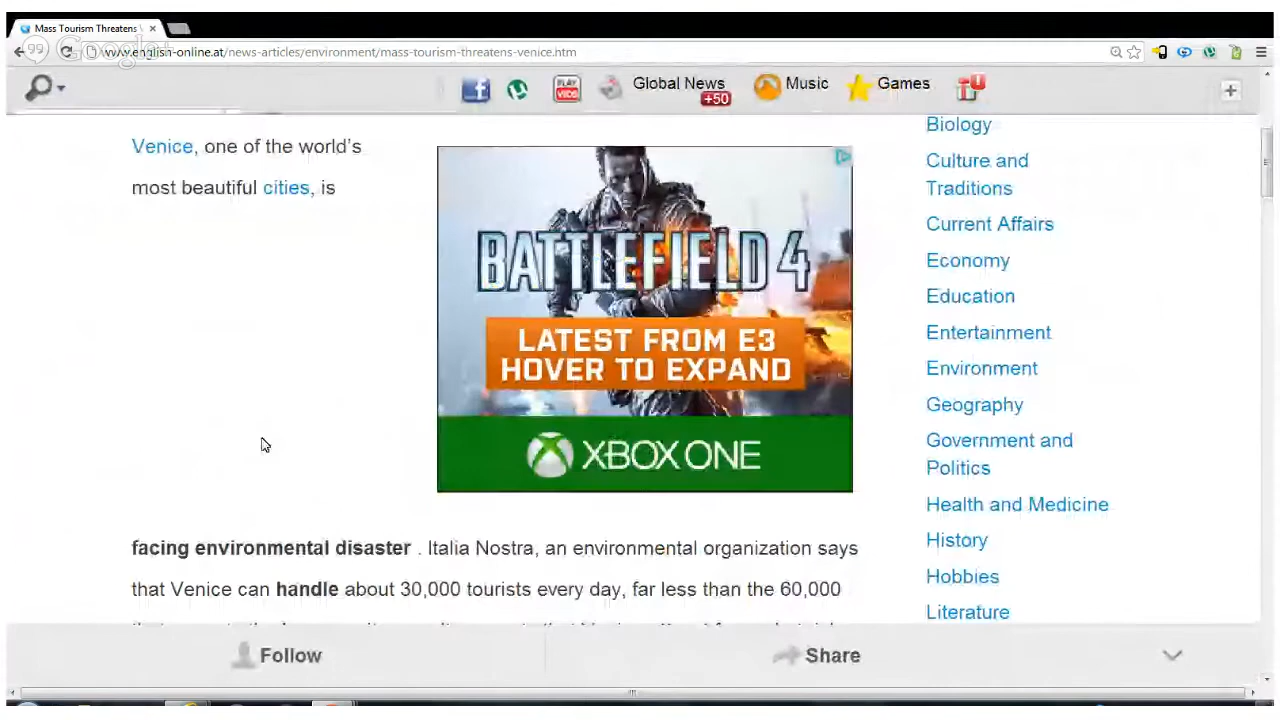 Mass Tourism Threatens
99 Google+
www.english-online.at/news-articles/environment/mass-tourism-threatens-venice.htm
PLAY
Global News
+50
Music
Games
Venice, one of the world's
most beautiful cities, is
BATTLEFIELD 4
LATEST FROM E3
HOVER TO EXPAND
XBOX ONE
facing environmental disaster . Italia Nostra, an environmental organization says
that Venice can handle about 30,000 tourists every day, far less than the 60,000
Biology
Culture and
Traditions
Current Affairs
Economy
Education
Entertainment
Environment
Geography
Government and
Politics
Health and Medicine
History
Hobbies
Literature
Follow
Share